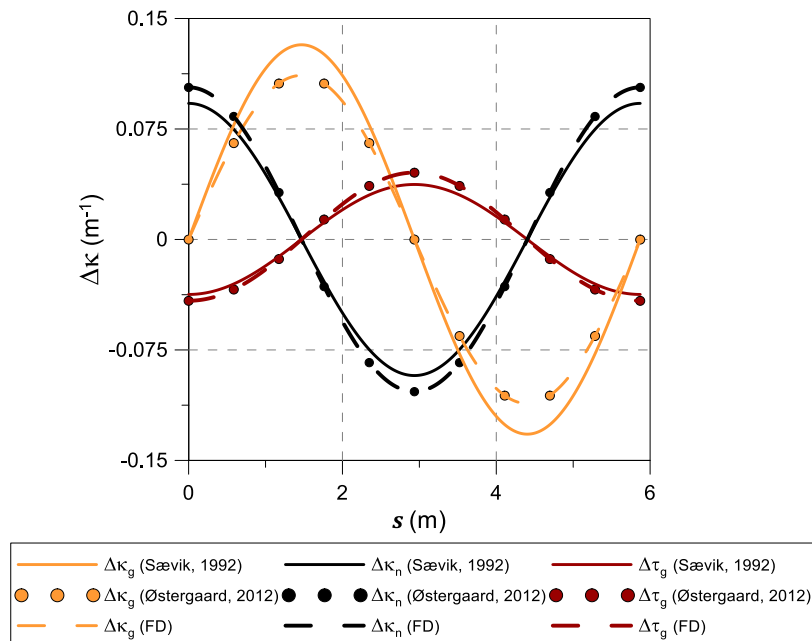 0.15
0.075
0
-0.075
-0.15
Δκ (m⁻¹)
0 2 4 6
s (m)
Δκg (Sævik, 1992) Δκn (Sævik, 1992) Δτg (Sævik, 1992)
Δκg (Østergaard, 2012) Δκn (Østergaard, 2012) Δτg (Østergaard, 2012)
Δκg (FD) Δκn (FD) Δτg (FD)